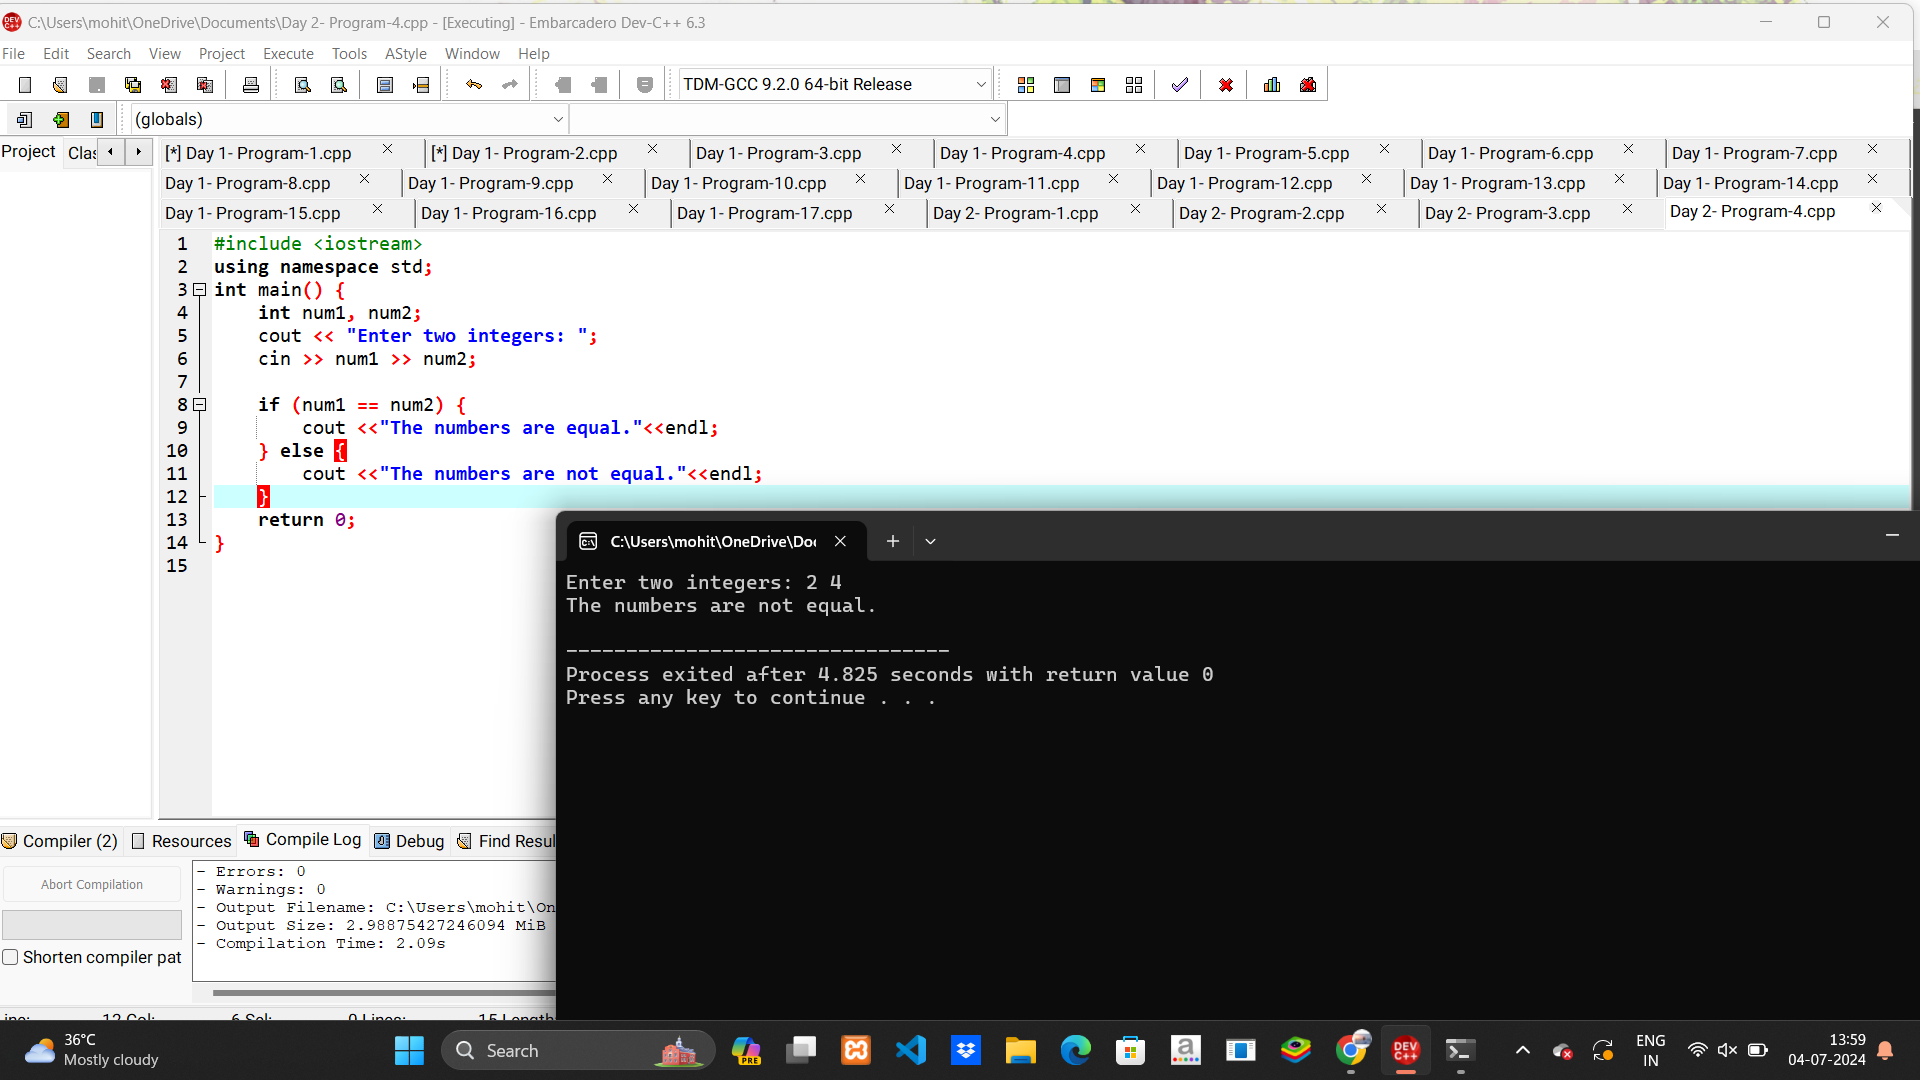 C:\Users\mohit\OneDrive\Documents\Day 2- Program-4.cpp - [Executing] - Embarcadero Dev-C++ 6.3
File Edit Search View Project Execute Tools AStyle Window Help
TDM-GCC 9.2.0 64-bit Release
(globals)
Project Clas
[*] Day 1- Program-1.cpp [*] Day 1- Program-2.cpp Day 1- Program-3.cpp Day 1- Program-4.cpp Day 1- Program-5.cpp Day 1- Program-6.cpp Day 1- Program-7.cpp
Day 1- Program-8.cpp Day 1- Program-9.cpp Day 1- Program-10.cpp Day 1- Program-11.cpp Day 1- Program-12.cpp Day 1- Program-13.cpp Day 1- Program-14.cpp
Day 1- Program-15.cpp Day 1- Program-16.cpp Day 1- Program-17.cpp Day 2- Program-1.cpp Day 2- Program-2.cpp Day 2- Program-3.cpp Day 2- Program-4.cpp
1 #include <iostream>
2 using namespace std;
3 int main() {
4 int num1, num2;
5 cout << "Enter two integers: ";
6 cin >> num1 >> num2;
7
8 if (num1 == num2) {
9 cout <<"The numbers are equal."<<endl;
10 } else {
11 cout <<"The numbers are not equal."<<endl;
12 }
13 return 0;
14 }
15
C:\Users\mohit\OneDrive\Doc
Enter two integers: 2 4
The numbers are not equal.
--------------------------------
Process exited after 4.825 seconds with return value 0
Press any key to continue . . .
Compiler (2) Resources Compile Log Debug Find Resul
Abort Compilation
Shorten compiler pat
- Errors: 0
- Warnings: 0
- Output Filename: C:\Users\mohit\On
- Output Size: 2.98875427246094 MiB
- Compilation Time: 2.09s
12 Col: 6 Sel: 0 Lines: 15 Length
36°C
Mostly cloudy
Search
PRE
DEV C++
ENG
IN
13:59
04-07-2024